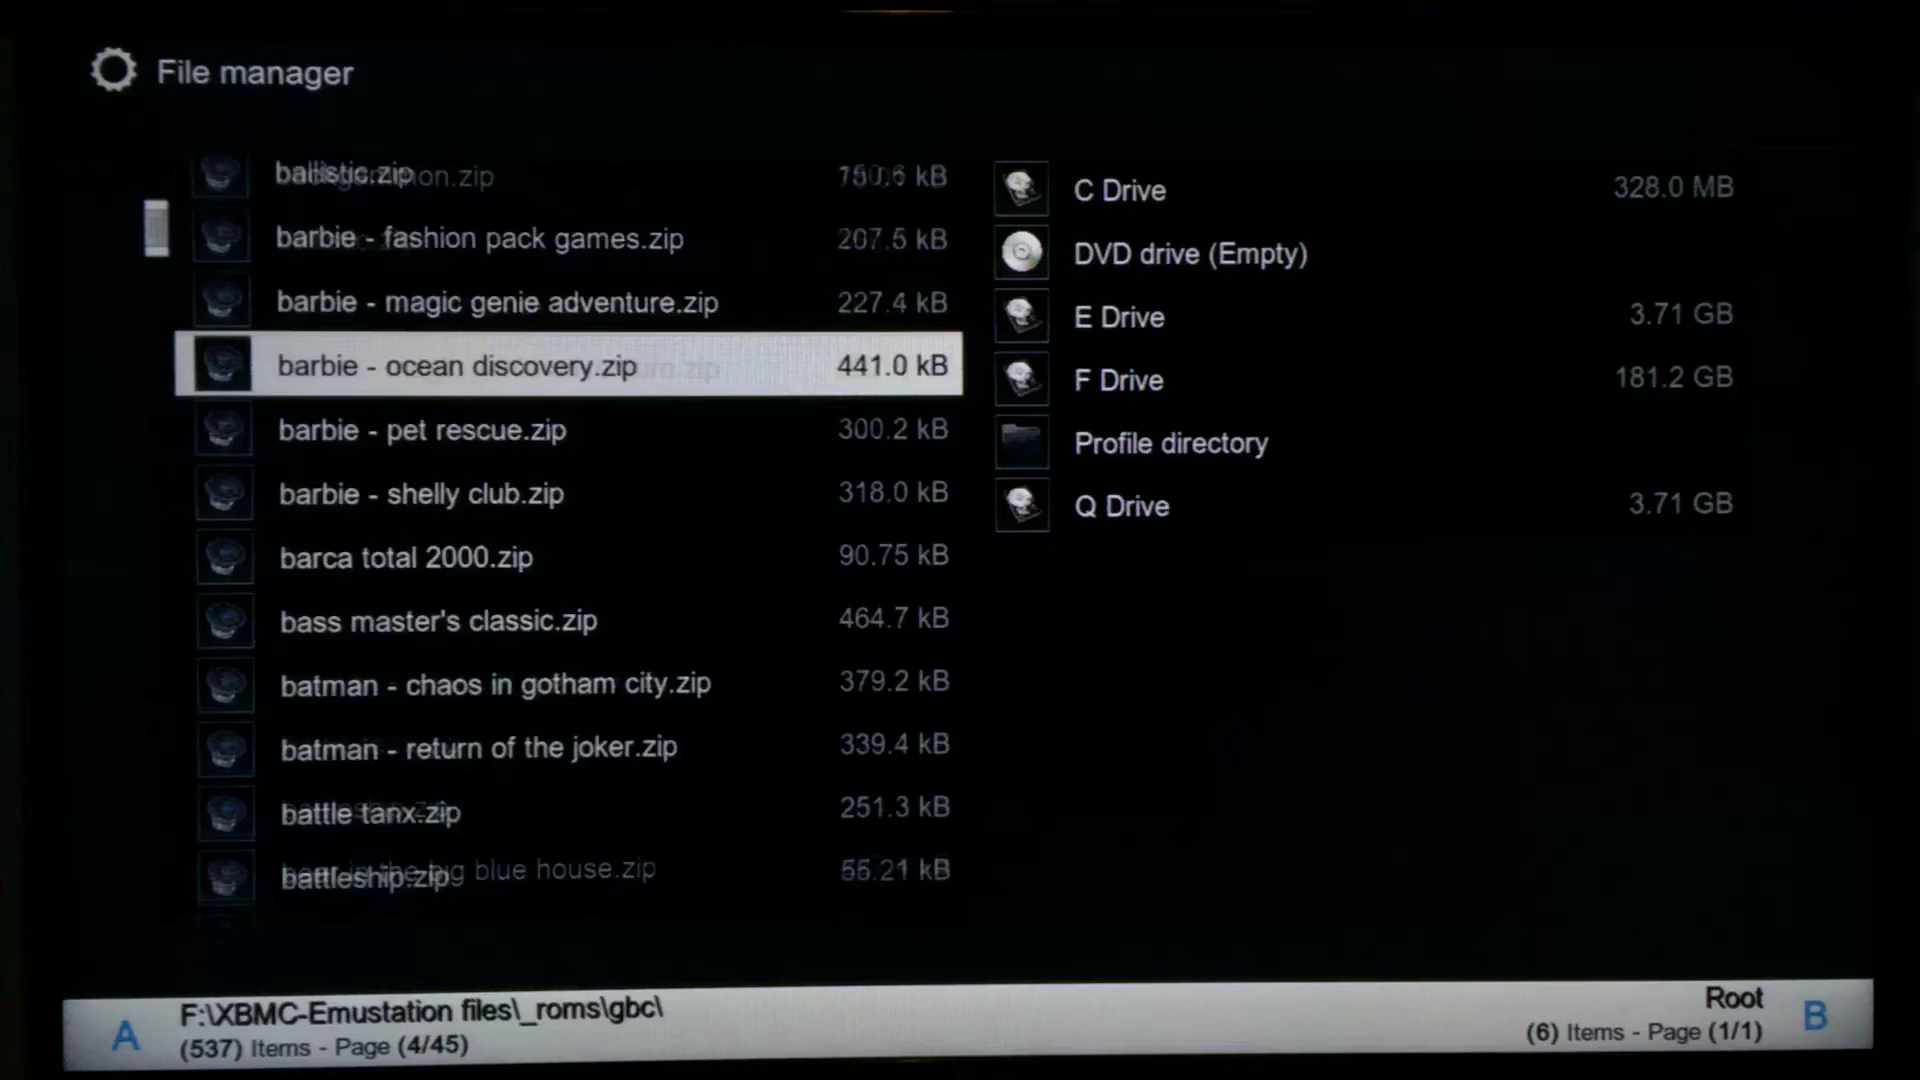 File manager
ballistic.zip 150.6 kB
barbie - fashion pack games.zip 207.5 kB
barbie - magic genie adventure.zip 227.4 kB
barbie - ocean discovery.zip 441.0 kB
barbie - pet rescue.zip 300.2 kB
barbie - shelly club.zip 318.0 kB
barca total 2000.zip 90.75 kB
bass master's classic.zip 464.7 kB
batman - chaos in gotham city.zip 379.2 kB
batman - return of the joker.zip 339.4 kB
battle tanx.zip 251.3 kB
battleship.zip
C Drive 328.0 MB
DVD drive (Empty)
E Drive 3.71 GB
F Drive 181.2 GB
Profile directory
Q Drive 3.71 GB
A
F:\XBMC-Emustation files\_roms\gbc\
(537) Items - Page (4/45)
Root
(6) Items - Page (1/1)
B